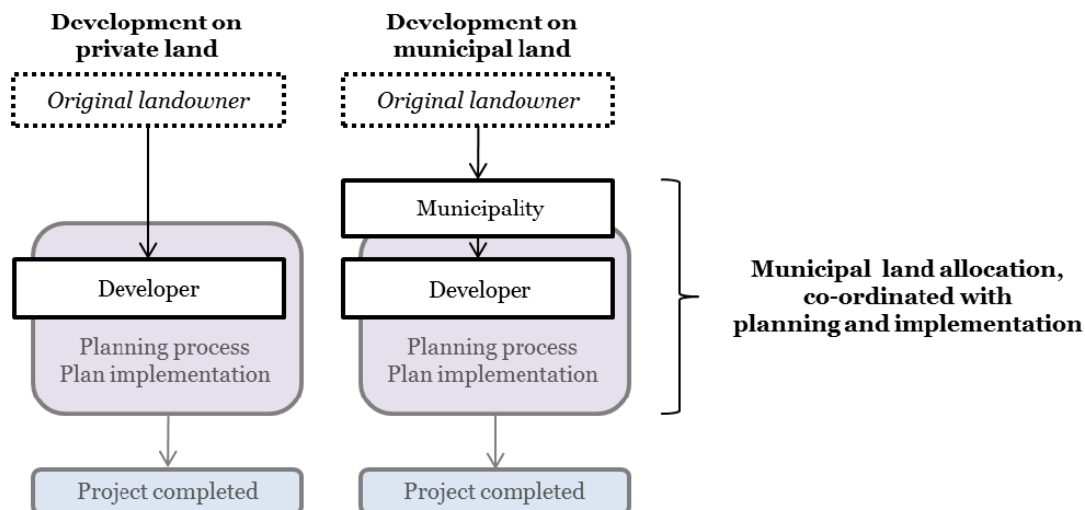 Development on
private land
Original landowner
Developer
Planning process
Plan implementation
Project completed
Development on
municipal land
Original landowner
Municipality
Developer
Planning process
Plan implementation
Project completed
Municipal land allocation,
co-ordinated with
planning and implementation